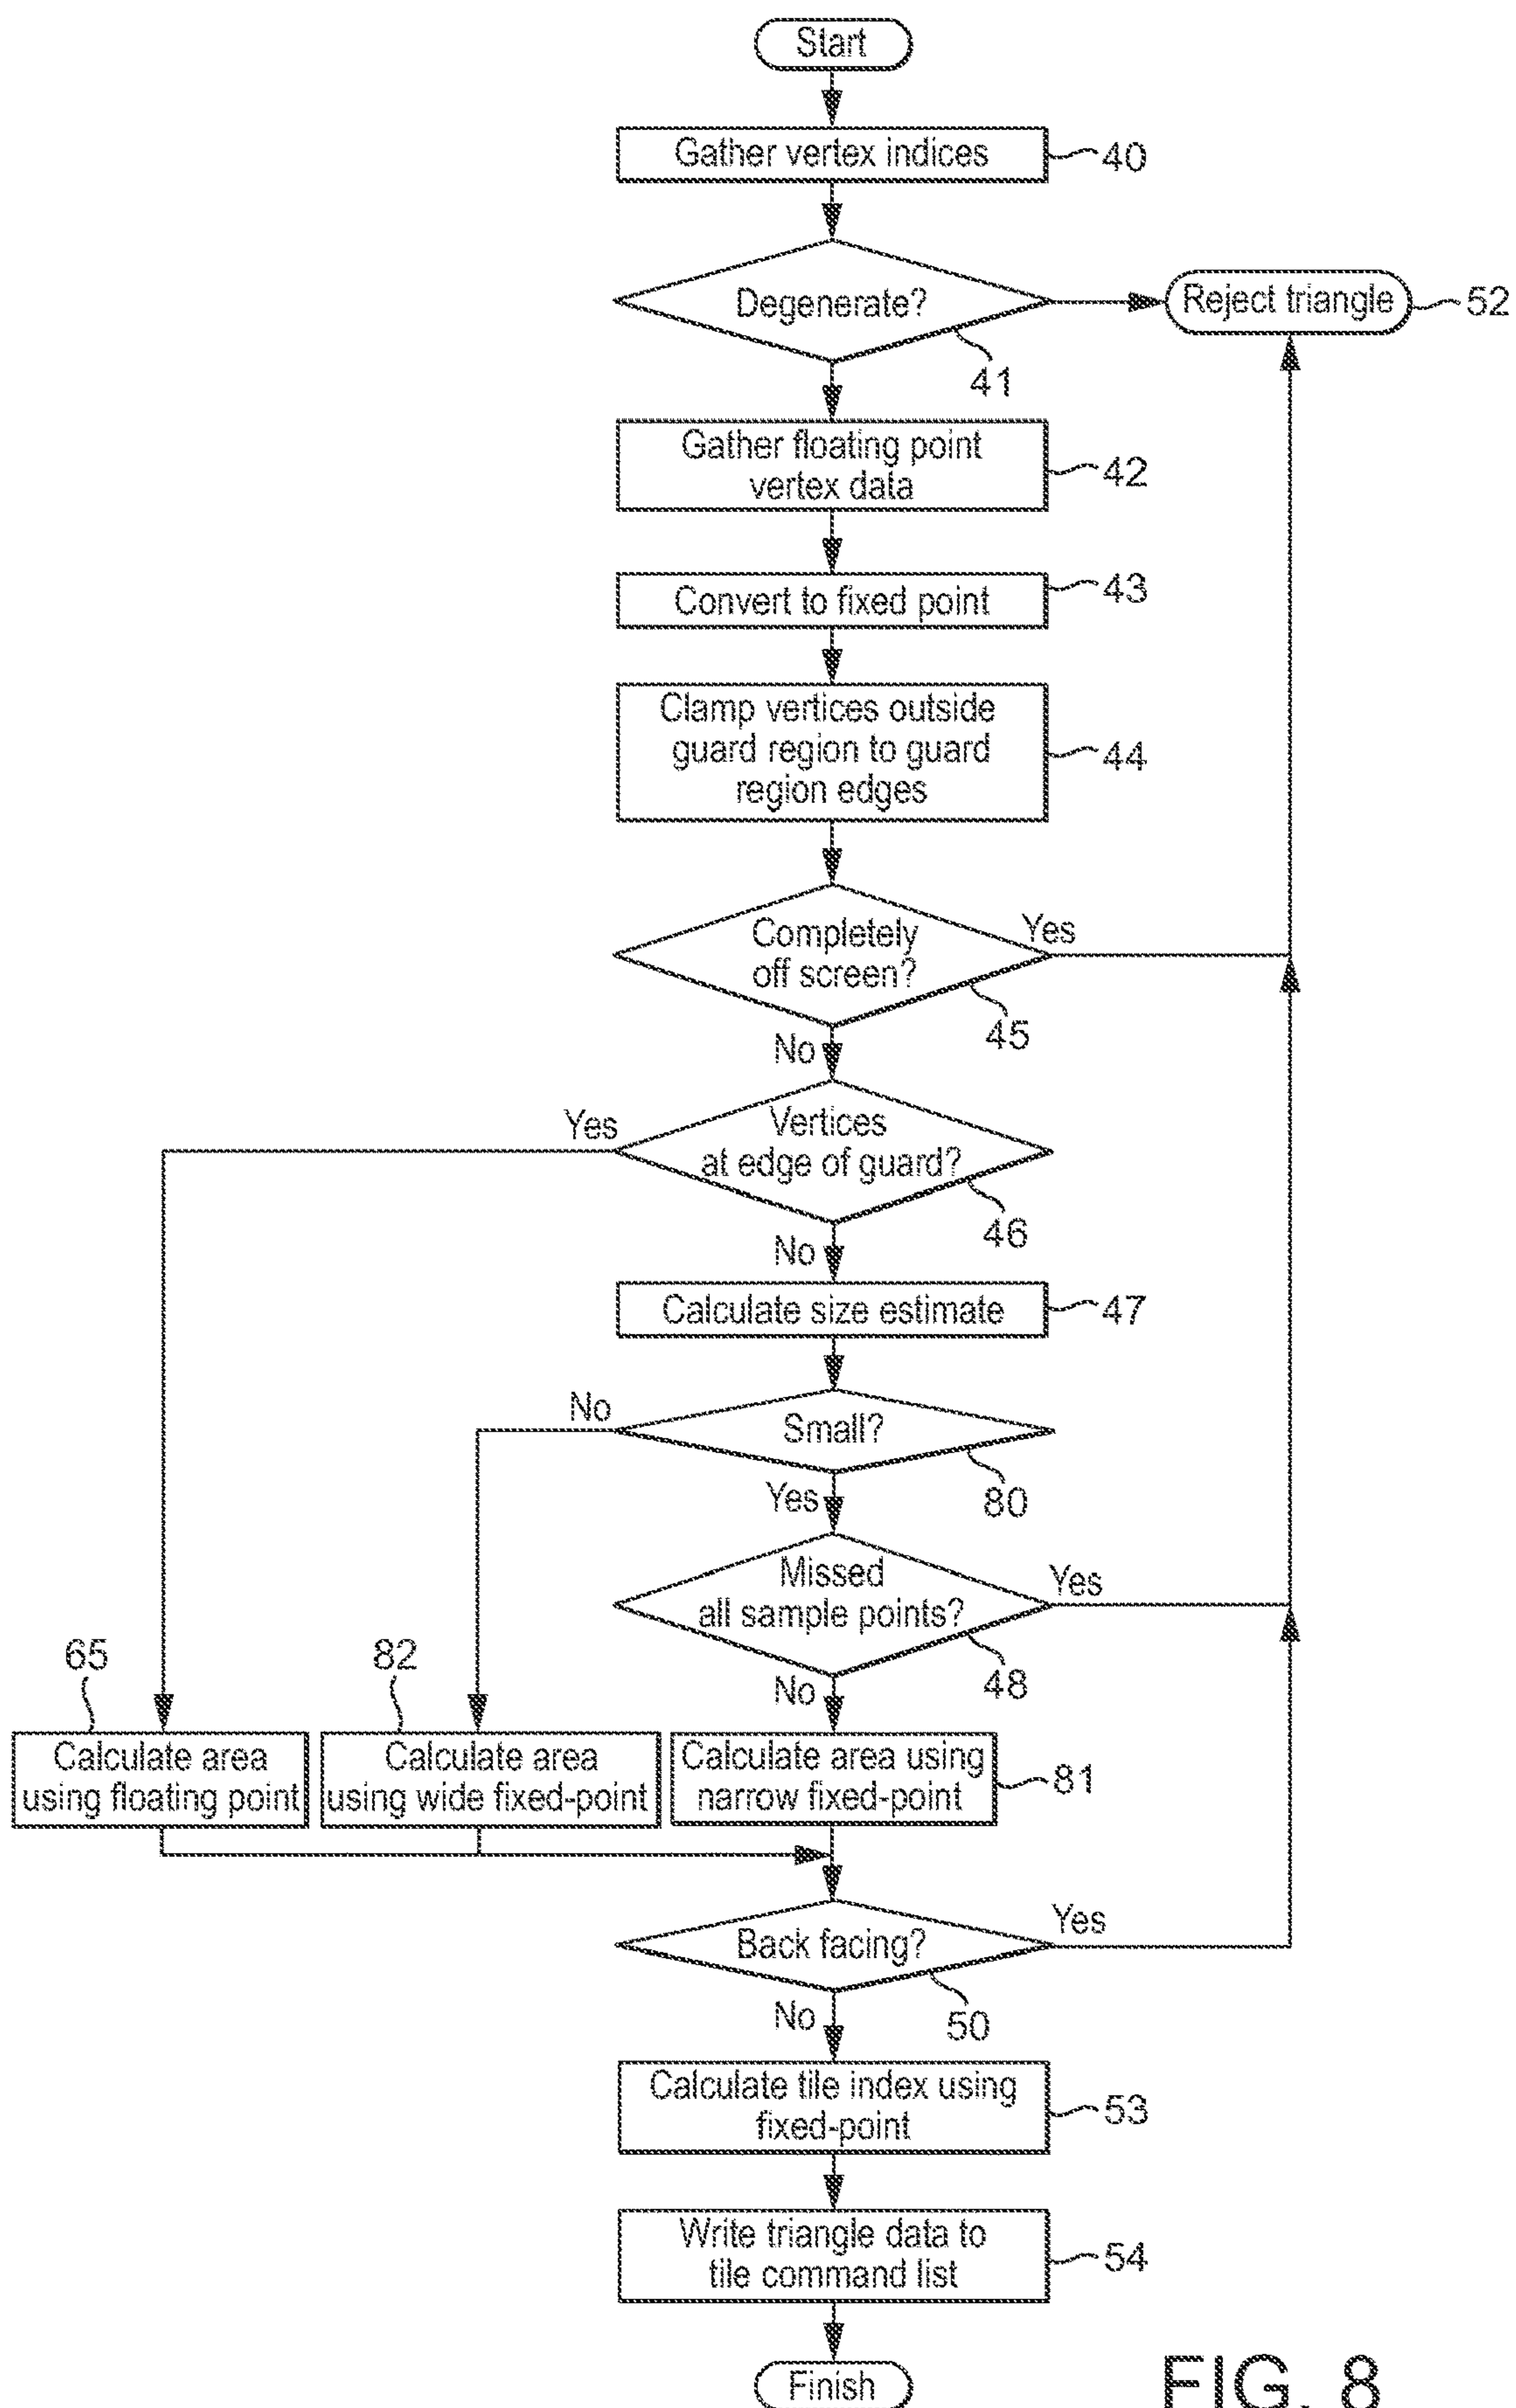 Start
Gather vertex indices
40
Degenerate?
41
Reject triangle
52
Gather floating point
vertex data
42
Convert to fixed point
43
Clamp vertices outside
guard region to guard
region edges
44
Completely
off screen?
Yes
45
No
Yes
Vertices
at edge of guard?
46
No
Calculate size estimate
47
No
Small?
80
Yes
Missed
all sample points?
Yes
48
No
65
Calculate area
using floating point
82
Calculate area
using wide fixed-point
Calculate area using
narrow fixed-point
81
Back facing?
Yes
50
No
Calculate tile index using
fixed-point
53
Write triangle data to
tile command list
54
Finish
FIG. 8